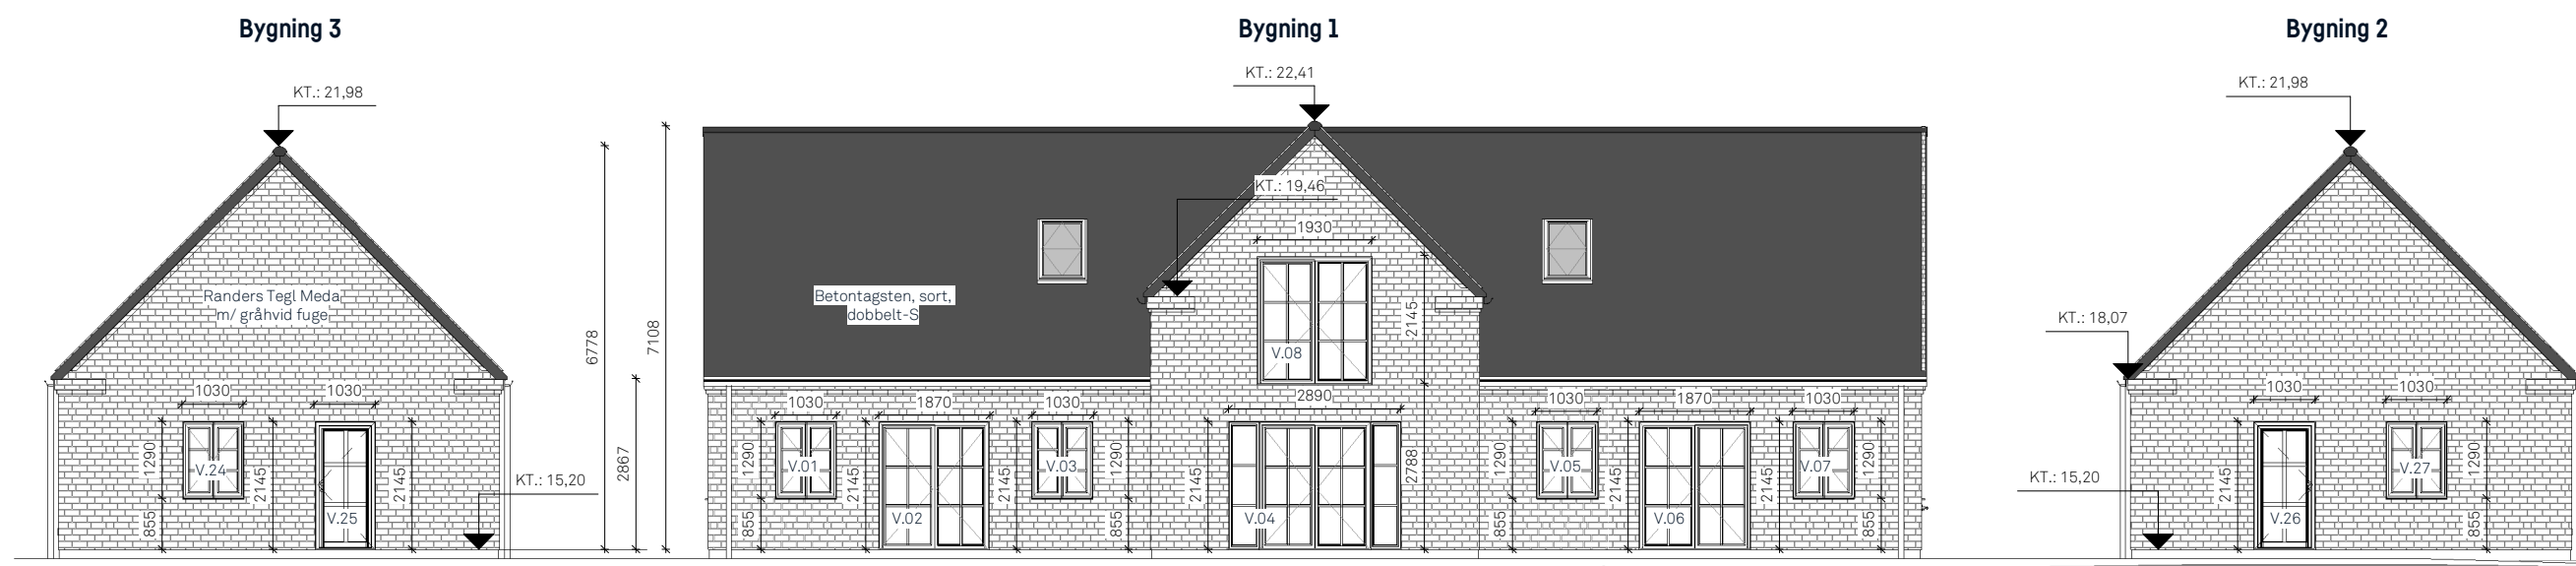 Bygning 3
KT.: 21,98
Randers Tegl Meda
m/ gråhvid fuge
1030
1030
1290
855
V.24
2145
V.25
2145
KT.: 15,20
6778
2867
7108
Bygning 1
KT.: 22,41
KT.: 19,46
1930
Betontagsten, sort,
dobbelt-S
V.08
2145
1030
1870
1030
2890
1030
1870
1030
1290
855
V.01
2145
V.02
2145
V.03
1290
855
2145
V.04
2788
1290
855
V.05
2145
V.06
2145
V.07
1290
855
Bygning 2
KT.: 21,98
KT.: 18,07
KT.: 15,20
1030
1030
2145
V.26
V.27
1290
855